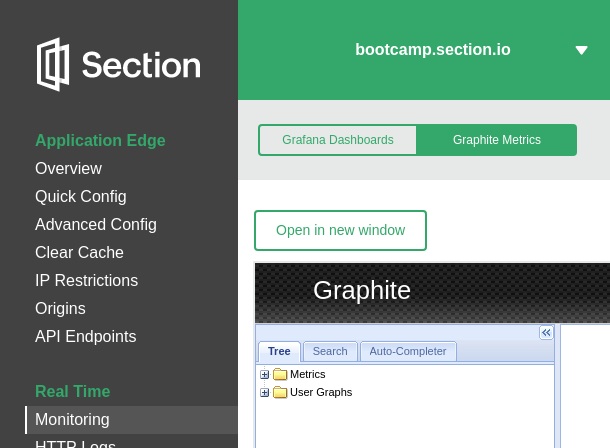 Section
Application Edge
Overview
Quick Config
Advanced Config
Clear Cache
IP Restrictions
Origins
API Endpoints
Real Time
Monitoring
HTTP Logs
bootcamp.section.io
Grafana Dashboards
Graphite Metrics
Open in new window
Graphite
Tree
Search
Auto-Completer
Metrics
User Graphs